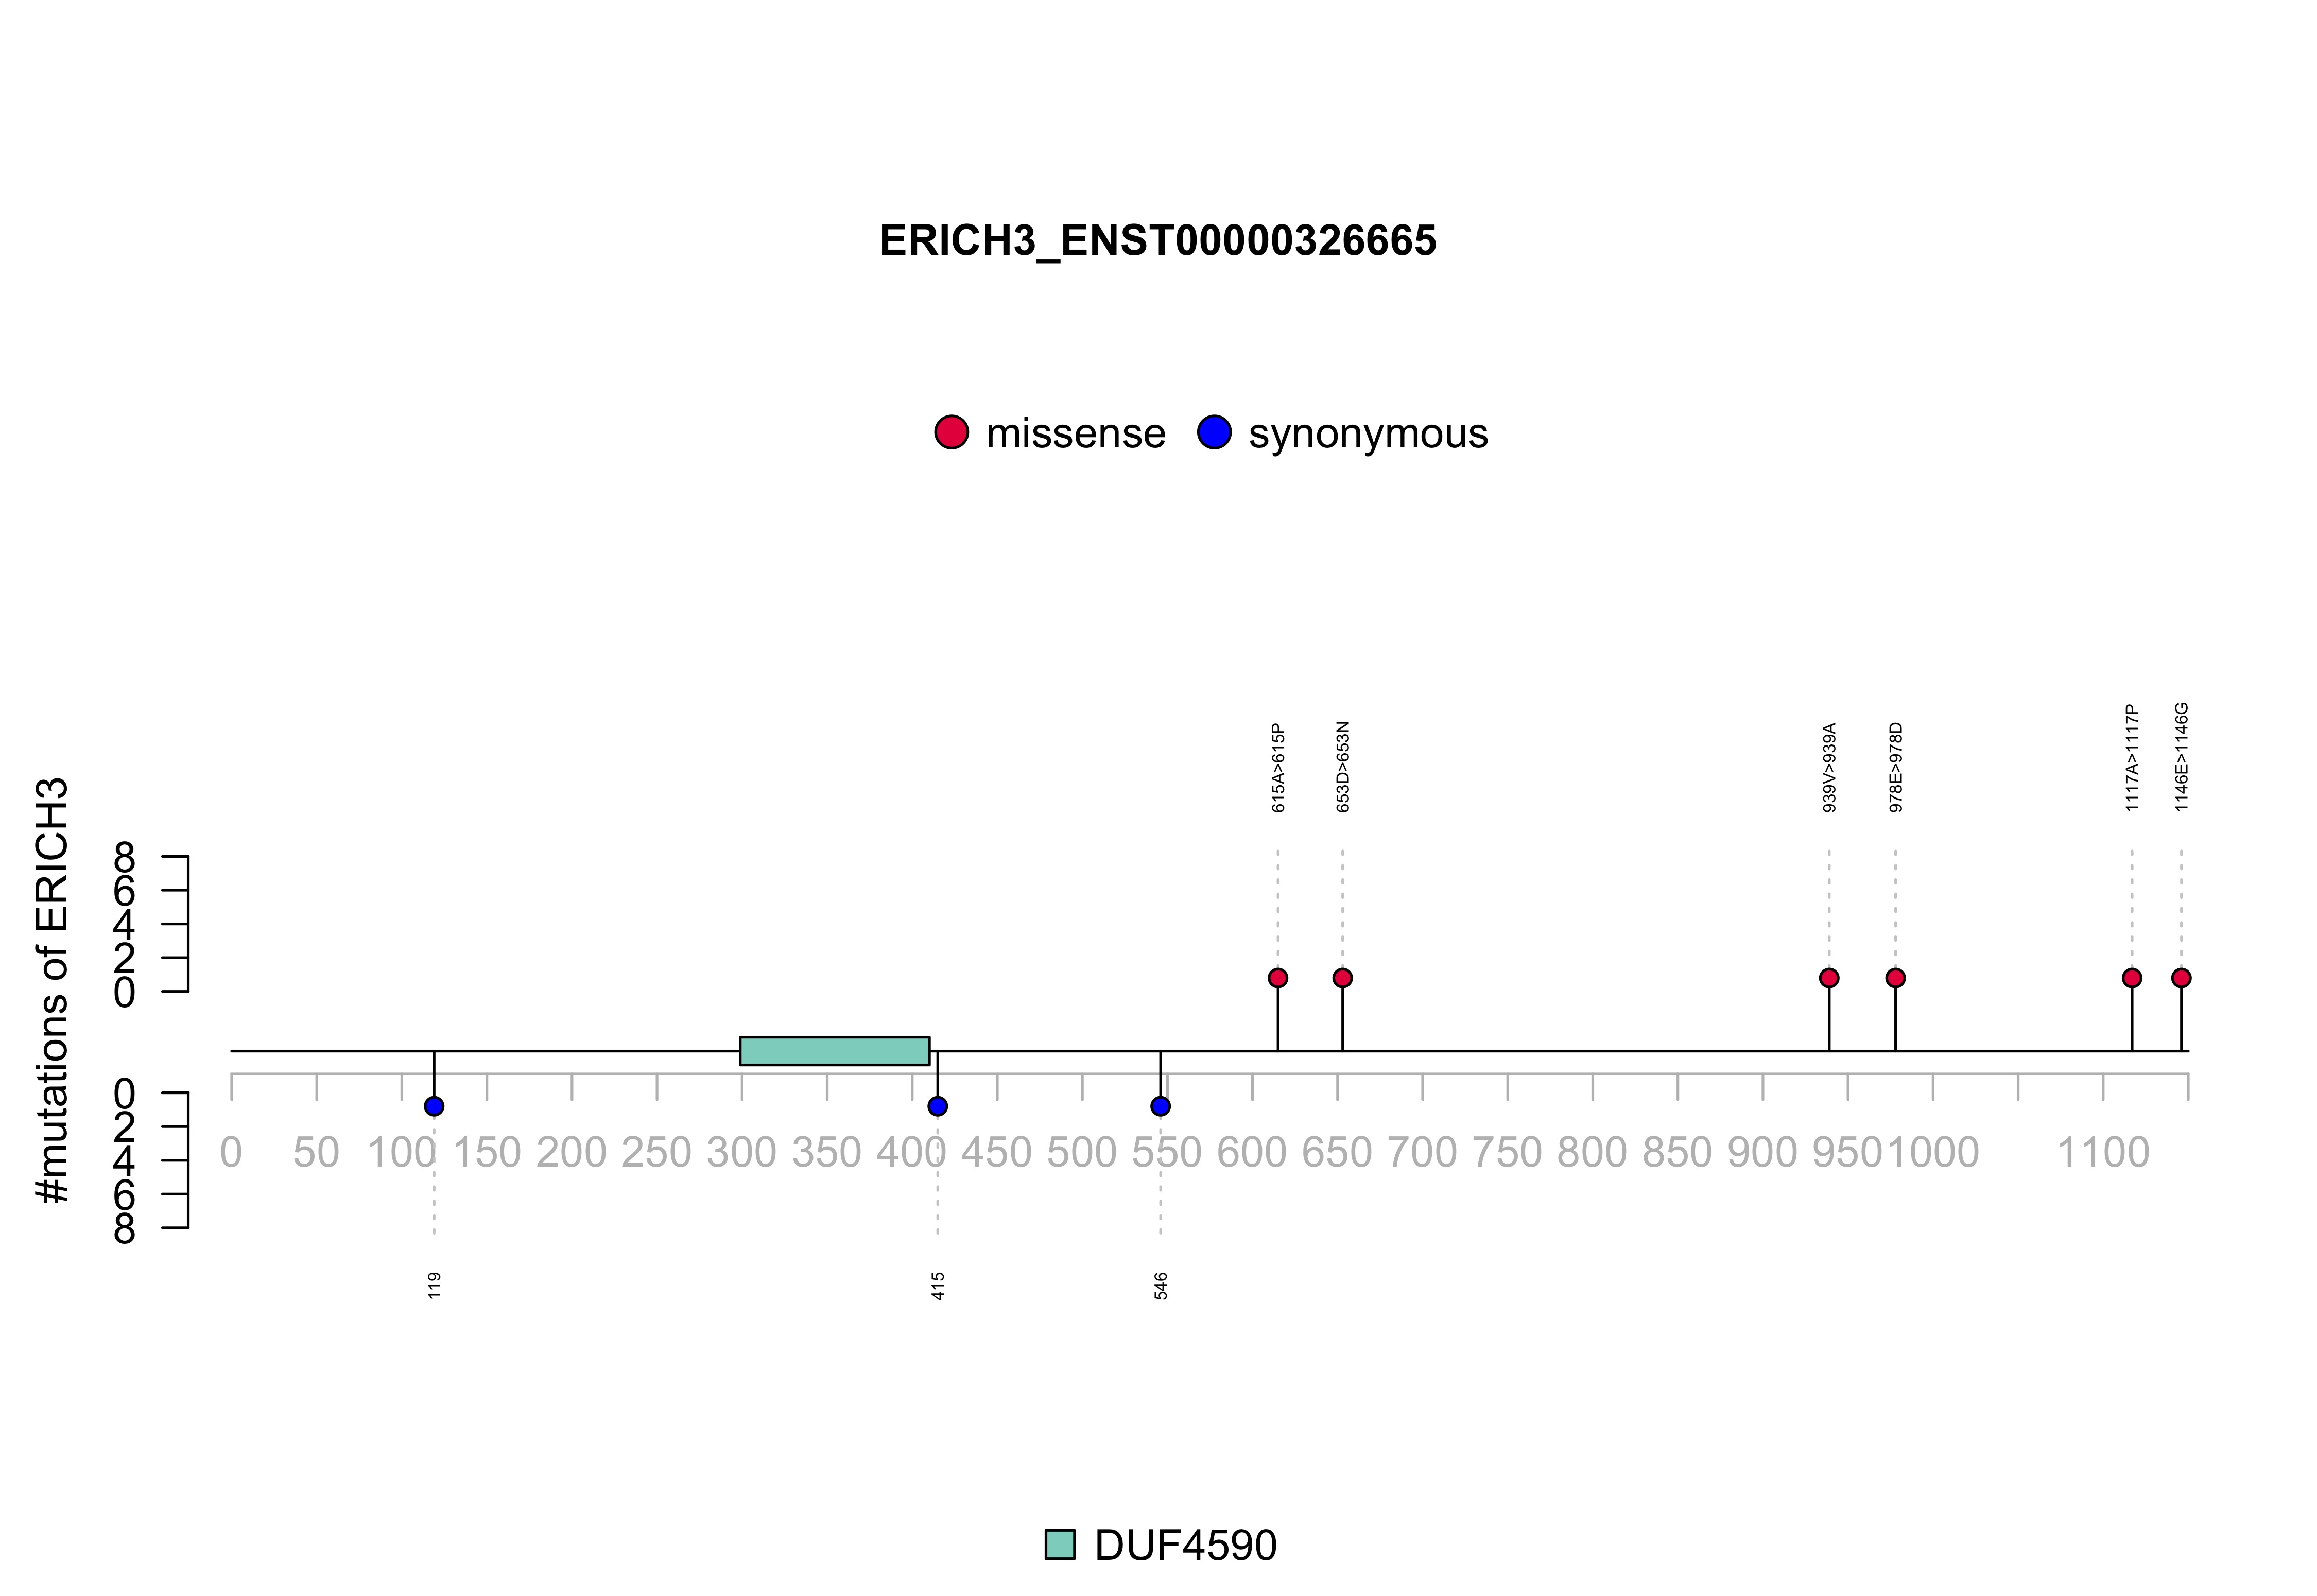 ERICH3_ENST00000326665
missense synonymous
615A>615P
653D>653N
939V>939A
978E>978D
1117A>1117P
1146E>1146G
#mutations of ERICH3
8
6
4
2
0
0
2
4
6
8
0 50 100 150 200 250 300 350 400 450 500 550 600 650 700 750 800 850 900 950 1000 1100
119
415
546
DUF4590